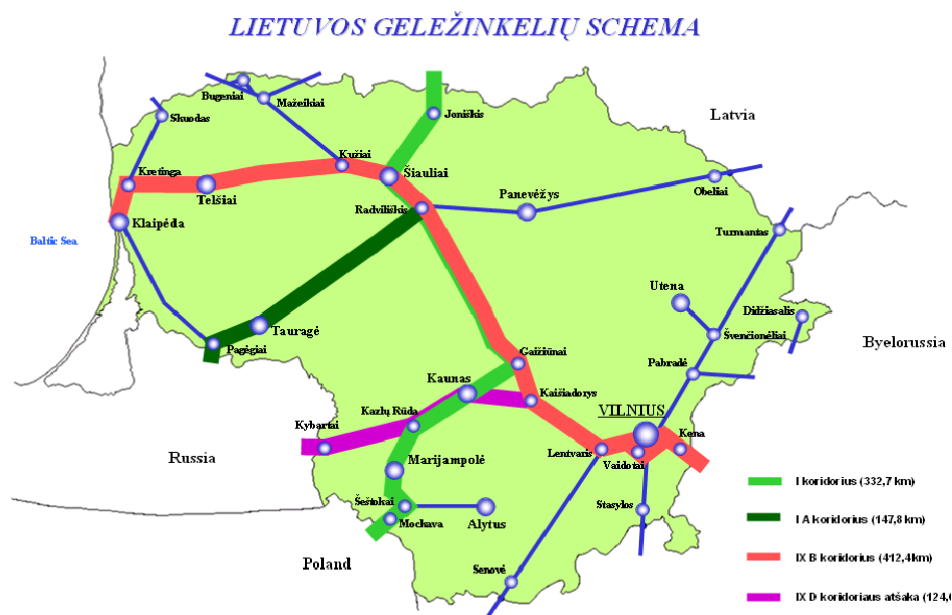 LIETUVOS GELEŽINKELIŲ SCHEMA
Bugeniai
Mažeikiai
Skuodas
Joniškis
Latvia
Kretinga
Telšiai
Kužiai
Šiauliai
Klaipėda
Radviliškis
Panevėžys
Obeliai
Turmantas
Baltic Sea
Utena
Didžiasalis
Švenčionėliai
Tauragė
Pagėgiai
Byelorussia
Gaižiūnai
Pabradė
Kaunas
Kaišiadorys
Kazlų Rūda
VILNIUS
Kybartai
Kena
Lentvaris
Vaidotai
Russia
Marijampolė
Šeštokai
Mockava
Alytus
Stasylos
Poland
Senovė
I koridorius (332,7 km)
I A koridorius (147,8 km)
IX B koridorius (412,4 km)
IX D koridoriaus atšaka (124,